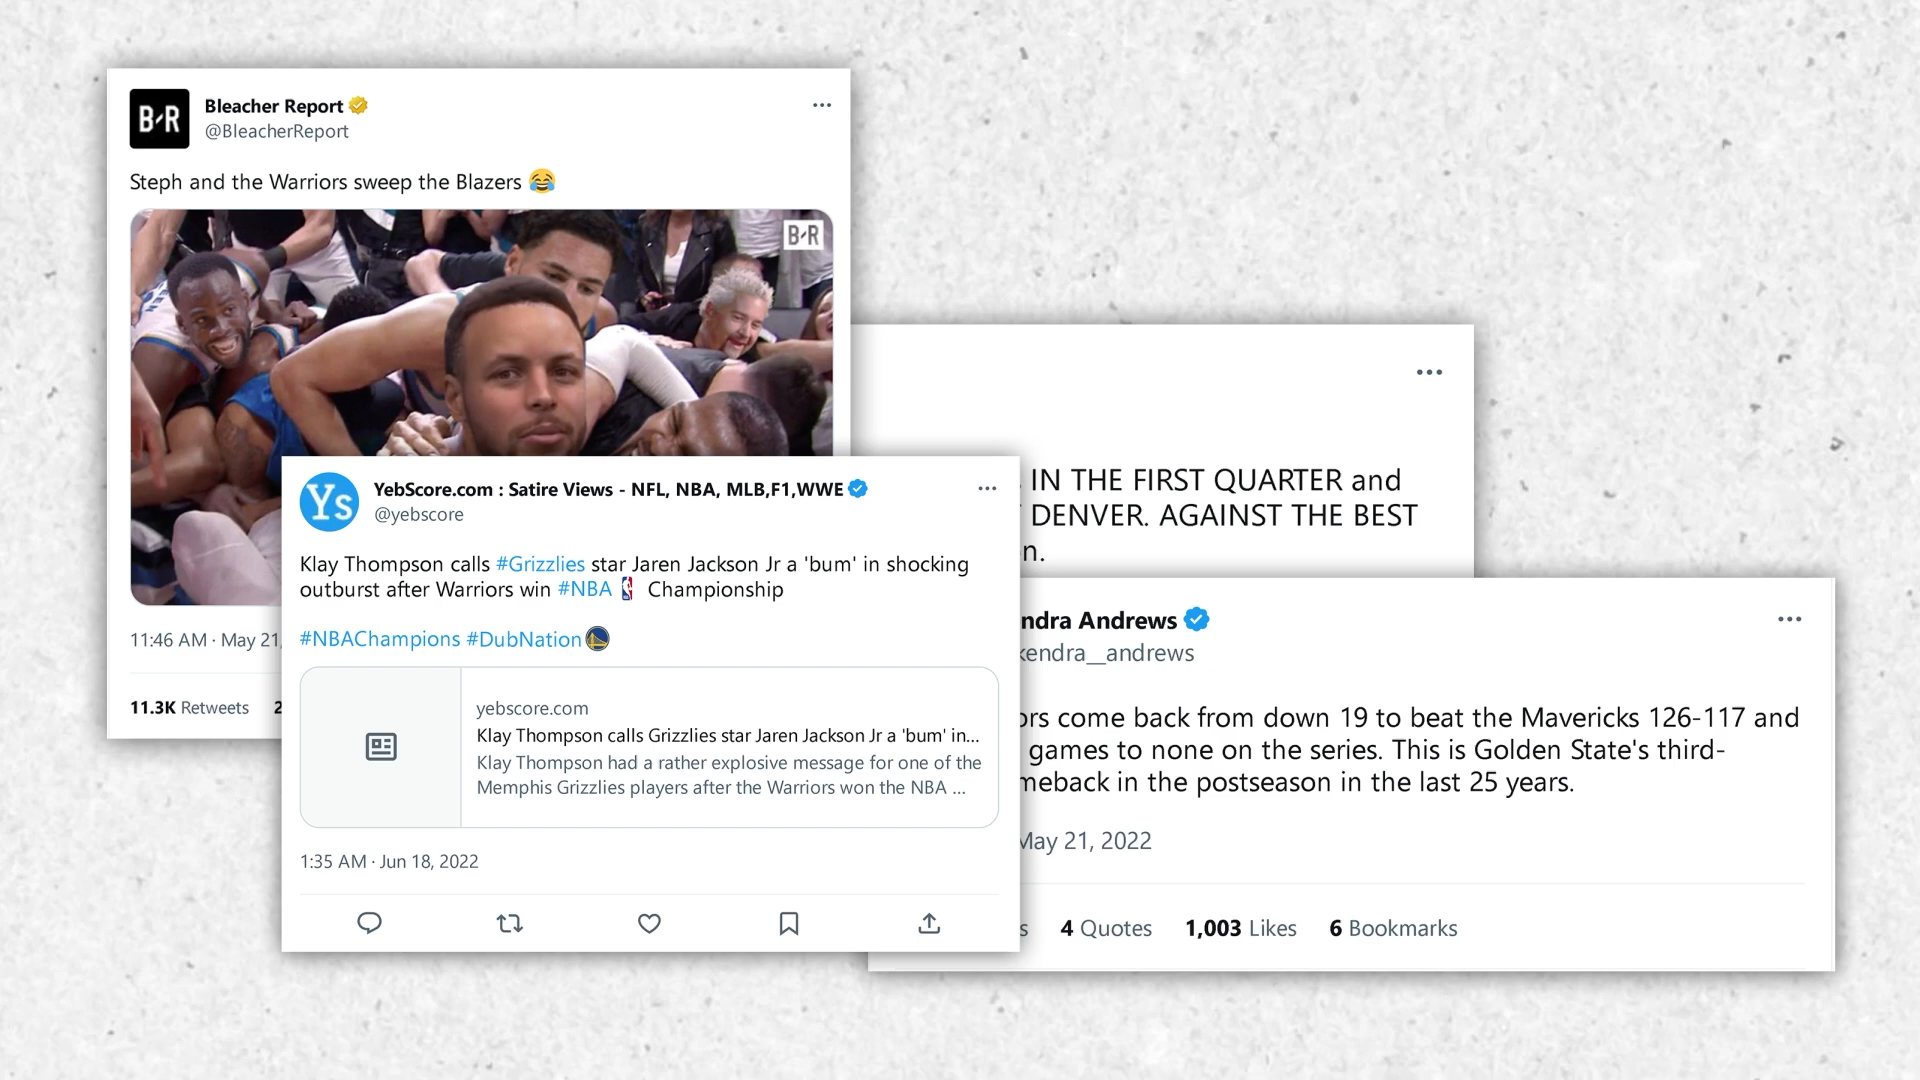 B/R
Bleacher Report
@BleacherReport
Steph and the Warriors sweep the Blazers 😂
B/R
11:46 AM · May 21,
11.3K Retweets 2
IN THE FIRST QUARTER and
DENVER. AGAINST THE BEST
n.
Ys
YebScore.com : Satire Views - NFL, NBA, MLB,F1,WWE
@yebscore
Klay Thompson calls #Grizzlies star Jaren Jackson Jr a 'bum' in shocking
outburst after Warriors win #NBA Championship
#NBAChampions #DubNation
yebscore.com
Klay Thompson calls Grizzlies star Jaren Jackson Jr a 'bum' in...
Klay Thompson had a rather explosive message for one of the
Memphis Grizzlies players after the Warriors won the NBA ...
1:35 AM · Jun 18, 2022
ndra Andrews
kendra__andrews
ors come back from down 19 to beat the Mavericks 126-117 and
games to none on the series. This is Golden State's third-
meback in the postseason in the last 25 years.
May 21, 2022
s 4 Quotes 1,003 Likes 6 Bookmarks